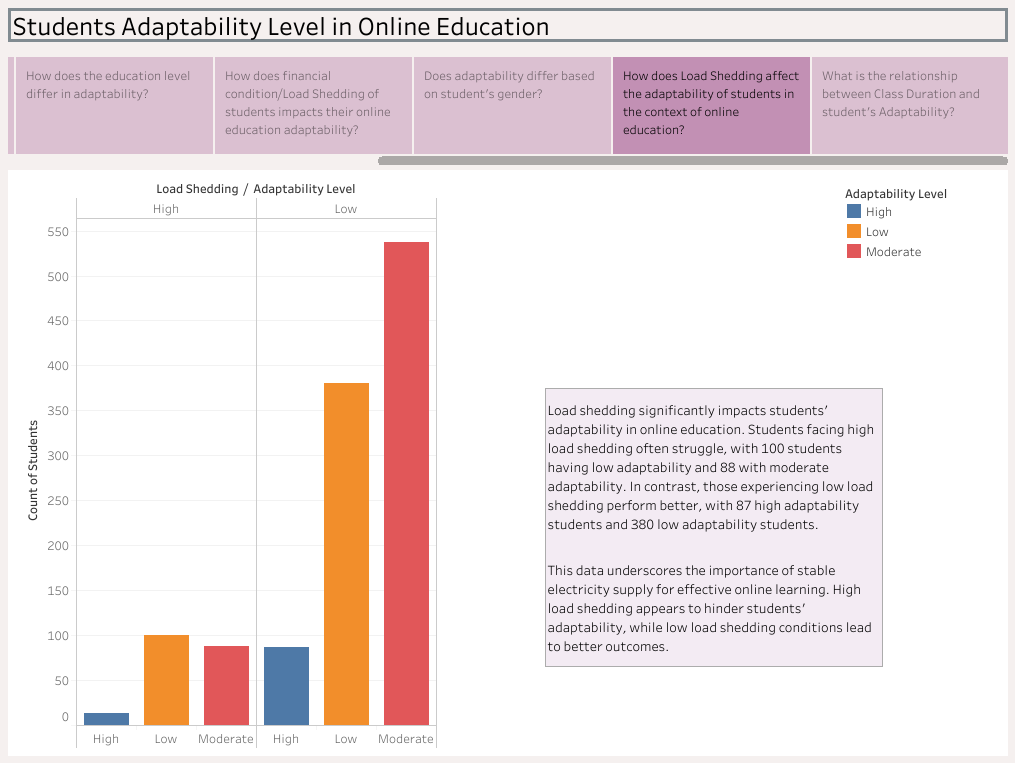 Students Adaptability Level in Online Education
How does the education level
differ in adaptability?
How does financial
condition/Load Shedding of
students impacts their online
education adaptability?
Does adaptability differ based
on student's gender?
How does Load Shedding affect
the adaptability of students in
the context of online
education?
What is the relationship
between Class Duration and
student's Adaptability?
Load Shedding / Adaptability Level
High
Low
550
500
450
400
350
300
250
200
150
100
50
0
Count of Students
High
Low
Moderate
High
Low
Moderate
Adaptability Level
High
Low
Moderate
Load shedding significantly impacts students'
adaptability in online education. Students facing high
load shedding often struggle, with 100 students
having low adaptability and 88 with moderate
adaptability. In contrast, those experiencing low load
shedding perform better, with 87 high adaptability
students and 380 low adaptability students.
This data underscores the importance of stable
electricity supply for effective online learning. High
load shedding appears to hinder students'
adaptability, while low load shedding conditions lead
to better outcomes.